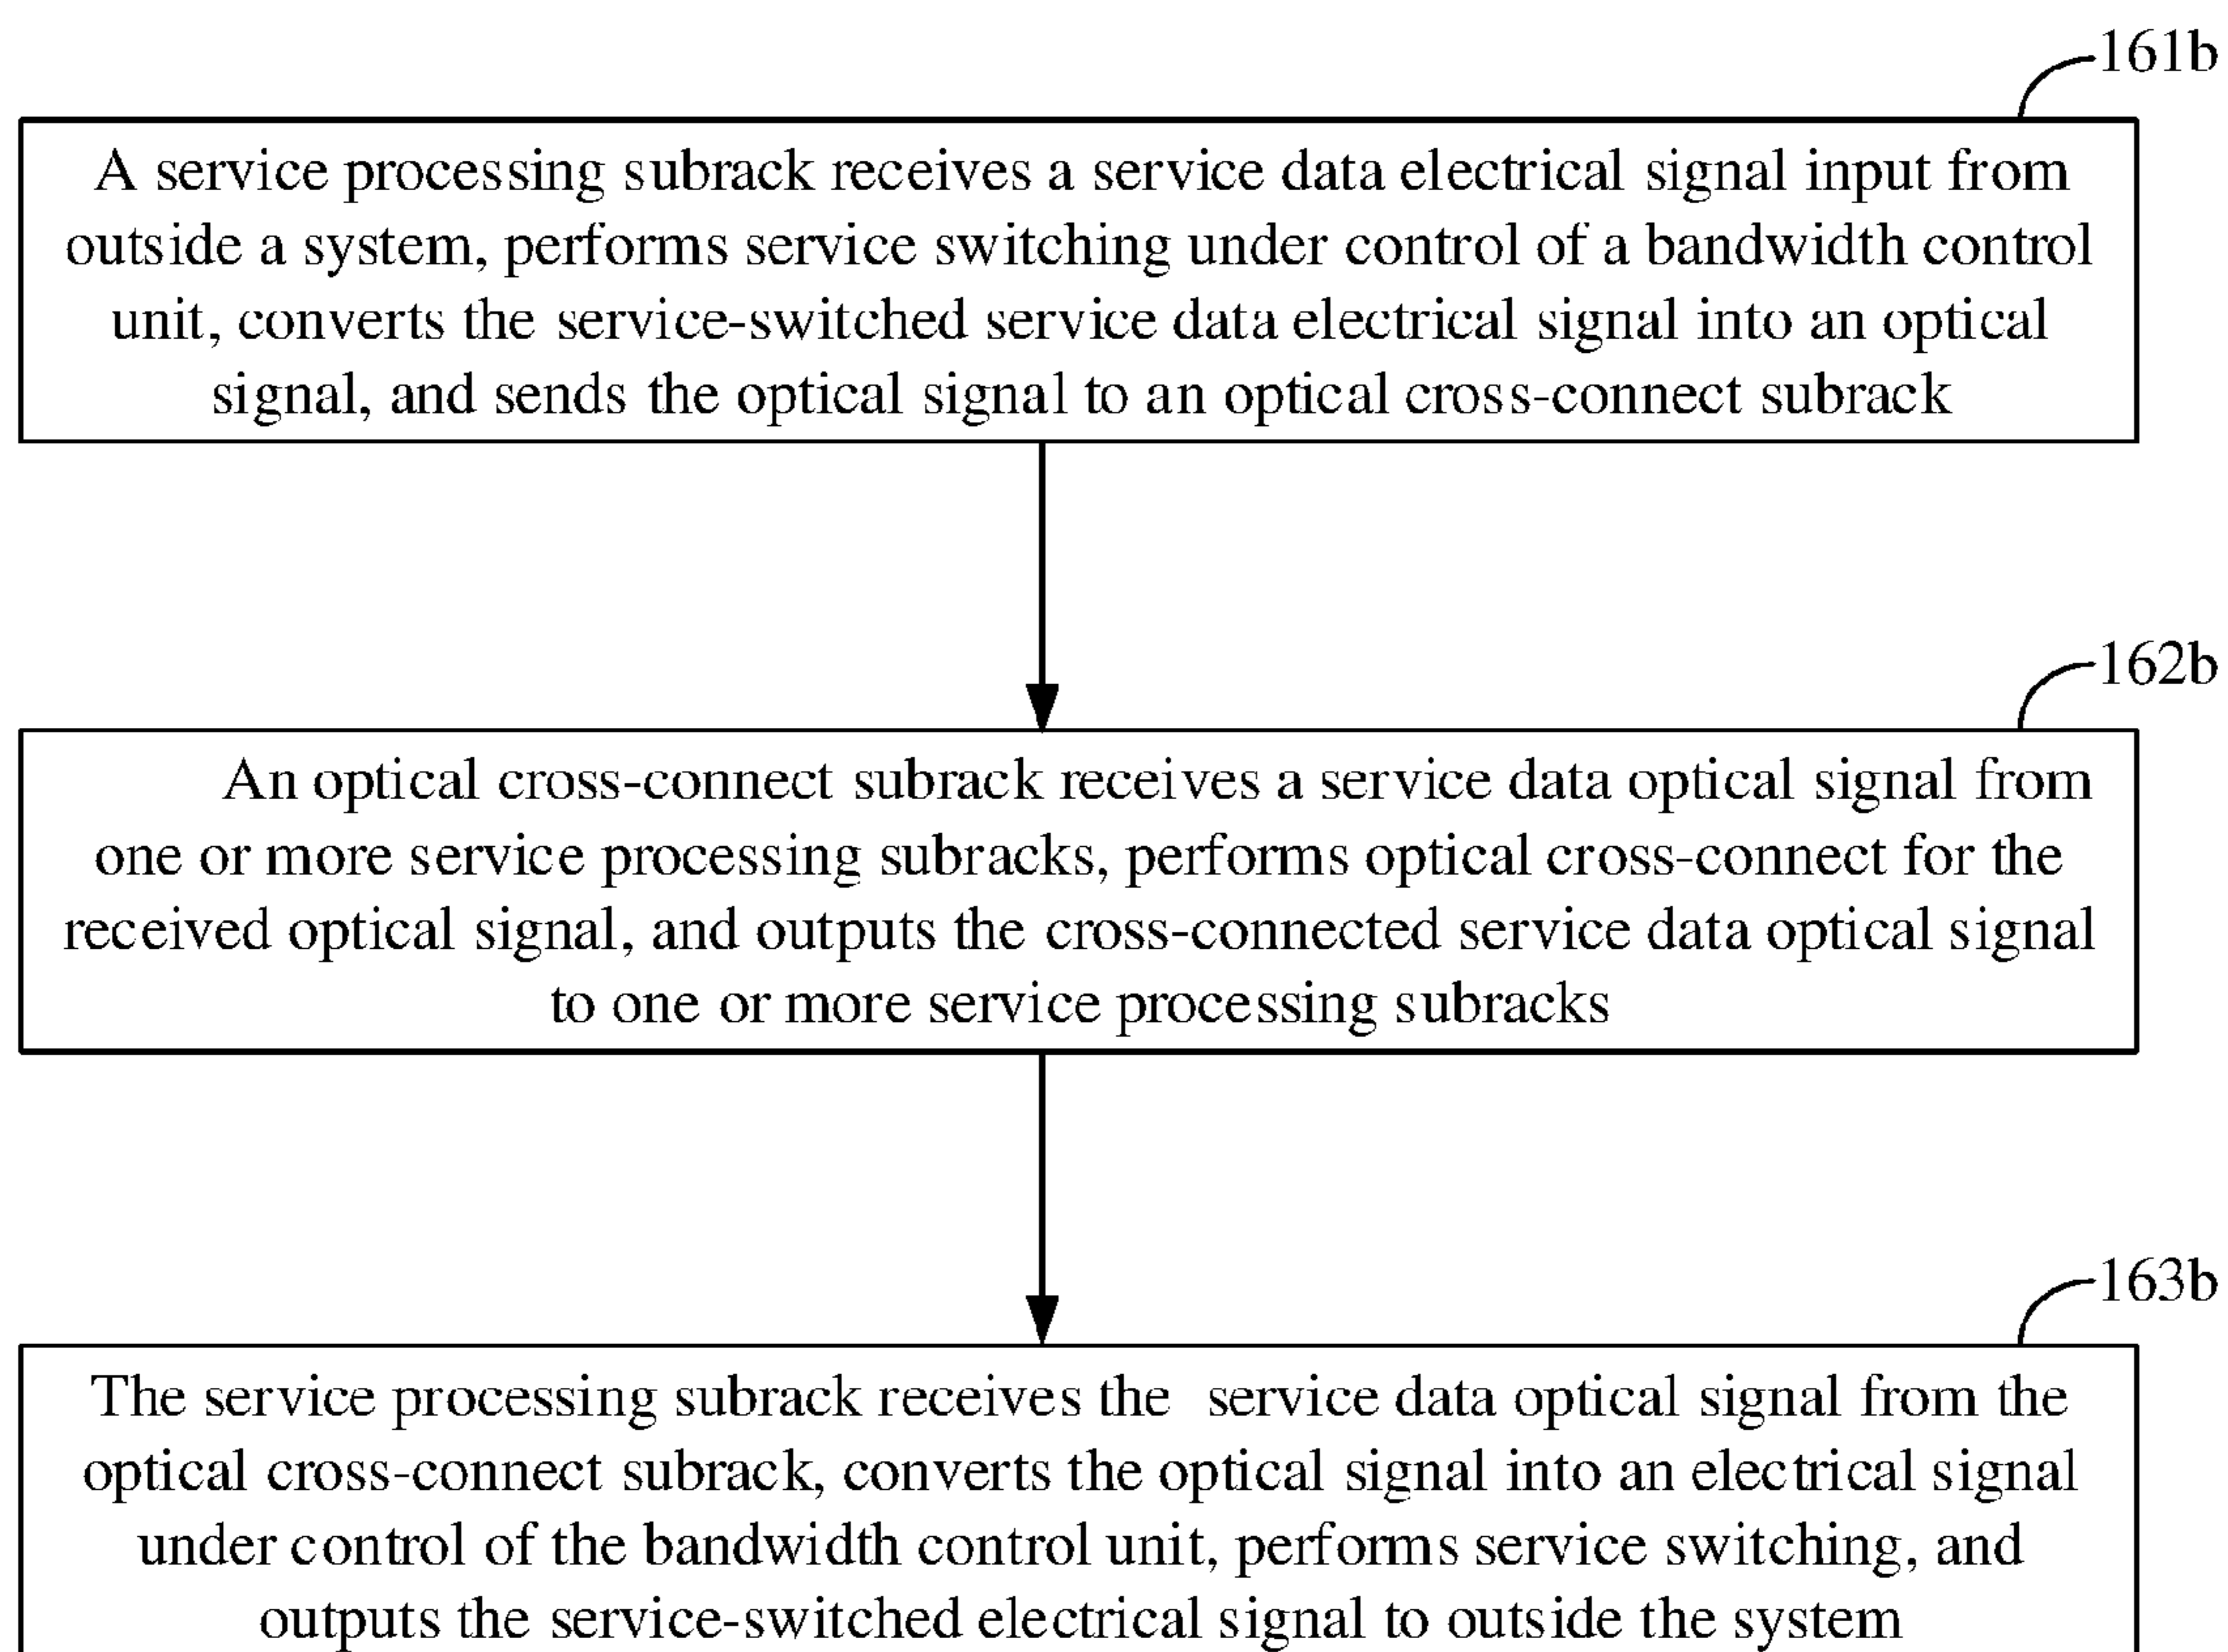 161b
A service processing subrack receives a service data electrical signal input from
outside a system, performs service switching under control of a bandwidth control
unit, converts the service-switched service data electrical signal into an optical
signal, and sends the optical signal to an optical cross-connect subrack
162b
An optical cross-connect subrack receives a service data optical signal from
one or more service processing subracks, performs optical cross-connect for the
received optical signal, and outputs the cross-connected service data optical signal
to one or more service processing subracks
163b
The service processing subrack receives the service data optical signal from the
optical cross-connect subrack, converts the optical signal into an electrical signal
under control of the bandwidth control unit, performs service switching, and
outputs the service-switched electrical signal to outside the system